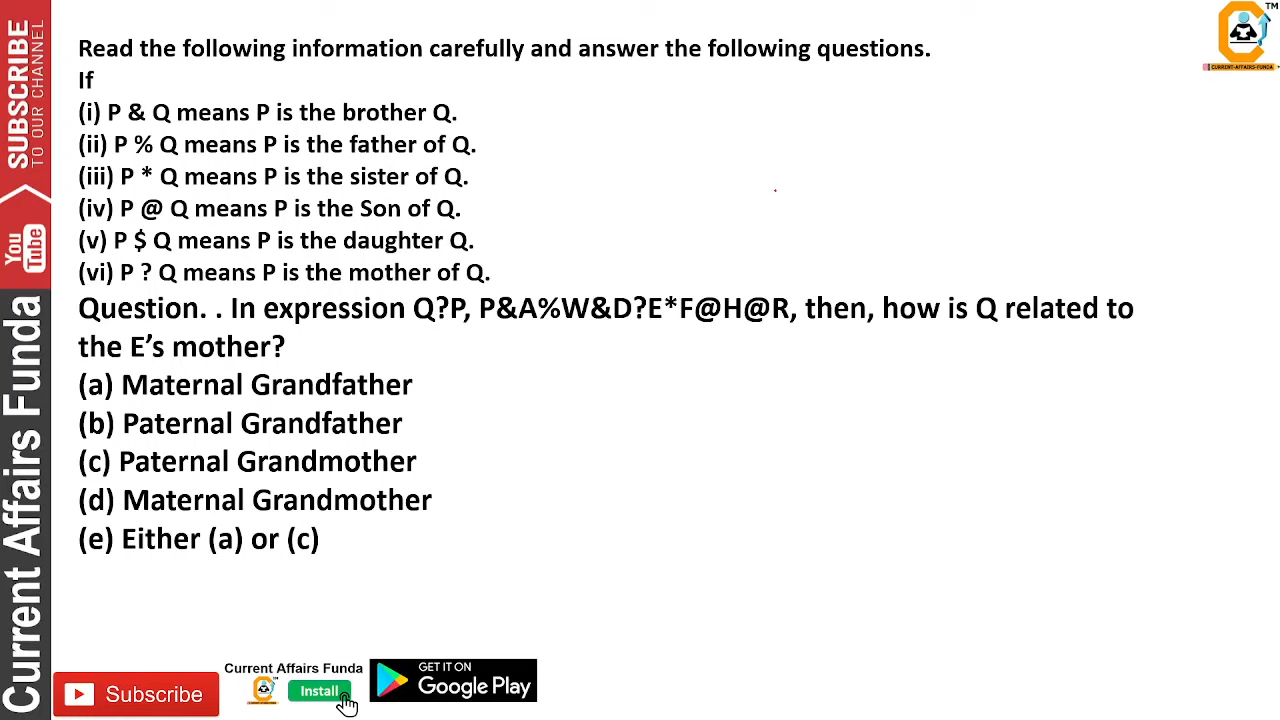 SUBSCRIBE
TO OUR CHANNEL
You
Tube
Current Affairs Funda
TM
CURRENT-AFFAIRS-FUNDA
Read the following information carefully and answer the following questions.
If
(i) P & Q means P is the brother Q.
(ii) P % Q means P is the father of Q.
(iii) P * Q means P is the sister of Q.
(iv) P @ Q means P is the Son of Q.
(v) P $ Q means P is the daughter Q.
(vi) P ? Q means P is the mother of Q.
Question. . In expression Q?P, P&A%W&D?E*F@H@R, then, how is Q related to
the E’s mother?
(a) Maternal Grandfather
(b) Paternal Grandfather
(c) Paternal Grandmother
(d) Maternal Grandmother
(e) Either (a) or (c)
Subscribe
Current Affairs Funda
Install
GET IT ON
Google Play